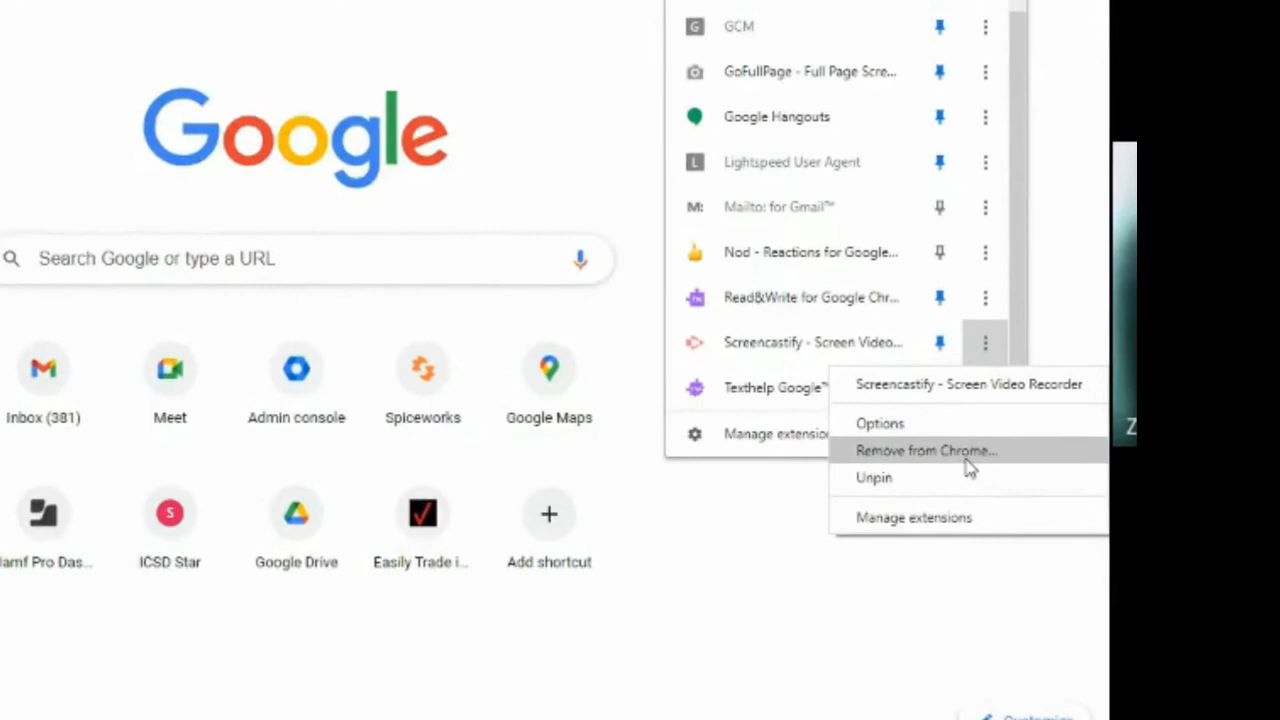 Google
Search Google or type a URL
Inbox (381)
Meet
Admin console
Spiceworks
Google Maps
S
ICSD Star
Google Drive
Easily Trade i...
Add shortcut
G
GCM
GoFullPage - Full Page Scre...
Google Hangouts
L
Lightspeed User Agent
M:
Mailto: for Gmail™
Nod - Reactions for Google...
Read&Write for Google Chr...
Screencastify - Screen Video...
Texthelp Google™
Manage extensio
Screencastify - Screen Video Recorder
Options
Remove from Chrome...
Unpin
Manage extensions
Z